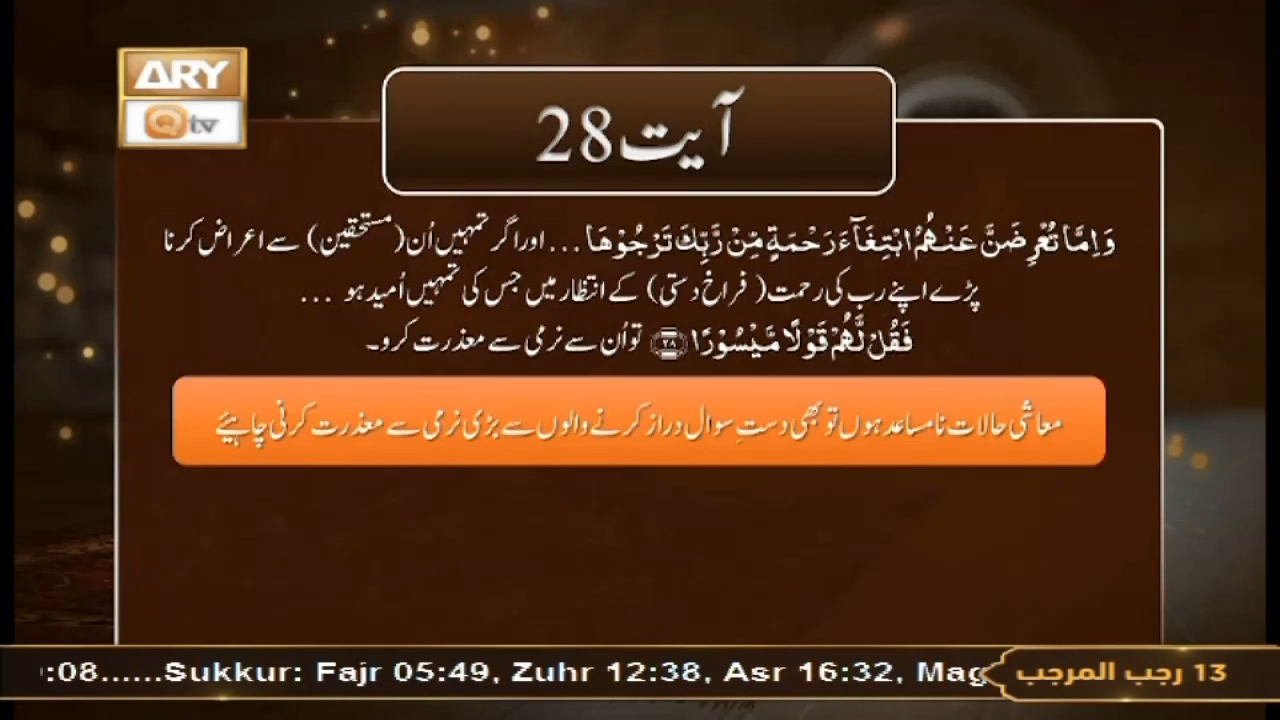 ARY
Qtv
آیت 28
وَاِمَّا تُعْرِضَنَّ عَنْهُمُ ابْتِغَآءَ رَحْمَةٍ مِّنْ رَّبِّكَ تَرْجُوْهَا... اور اگر تمہیں اُن (مستحقین) سے اعراض کرنا
پڑے اپنے رب کی رحمت (فراخ دستی) کے انتظار میں جس کی تمہیں اُمید ہو ...
فَقُلْ لَّهُمْ قَوْلًا مَّيْسُوْرًا ﴿۲۸﴾ تو اُن سے نرمی سے معذرت کرو۔
معاشی حالات نامساعد ہوں تو بھی دستِ سوال دراز کرنے والوں سے بڑی نرمی سے معذرت کرنی چاہیئے
:08......Sukkur: Fajr 05:49, Zuhr 12:38, Asr 16:32, Mag
13 رجب المرجب